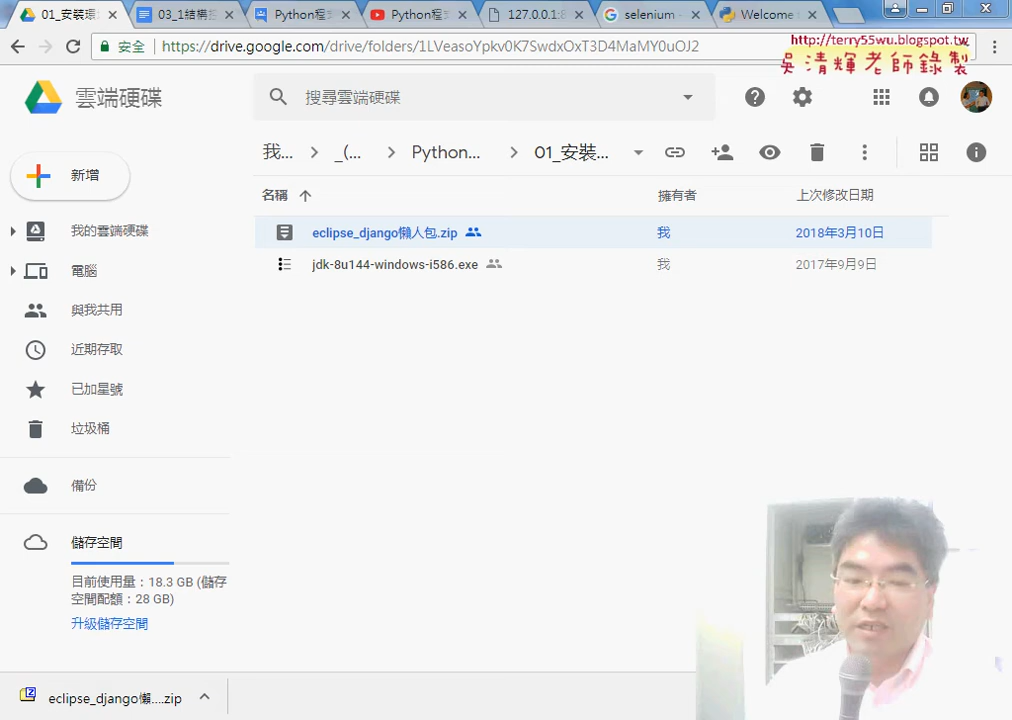 01_安裝環
03_1結構控
Python程式
Python程式
127.0.0.1:8
selenium -
Welcome
安全
https://drive.google.com/drive/folders/1LVeasoYpkv0K7SwdxOxT3D4MaMY0uOJ2
http://terry55wu.blogspot.tw
吳清輝老師錄製
雲端硬碟
搜尋雲端硬碟
新增
我...
_(...
Python...
01_安裝...
名稱
擁有者
上次修改日期
我的雲端硬碟
eclipse_django懶人包.zip
我
2018年3月10日
電腦
jdk-8u144-windows-i586.exe
我
2017年9月9日
與我共用
近期存取
已加星號
垃圾桶
備份
儲存空間
目前使用量：18.3 GB (儲存
空間配額：28 GB)
升級儲存空間
eclipse_django懶....zip